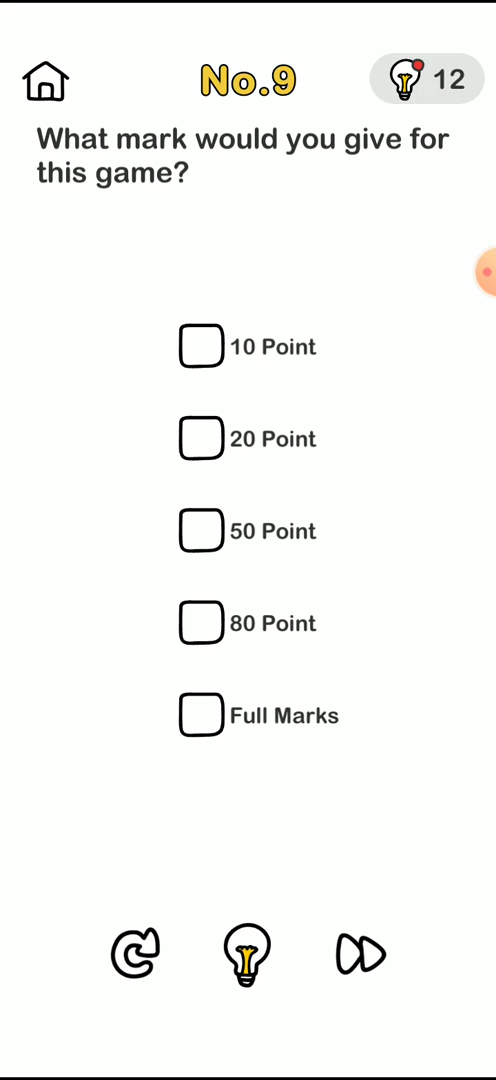 No.9
12
What mark would you give for
this game?
10 Point
20 Point
50 Point
80 Point
Full Marks